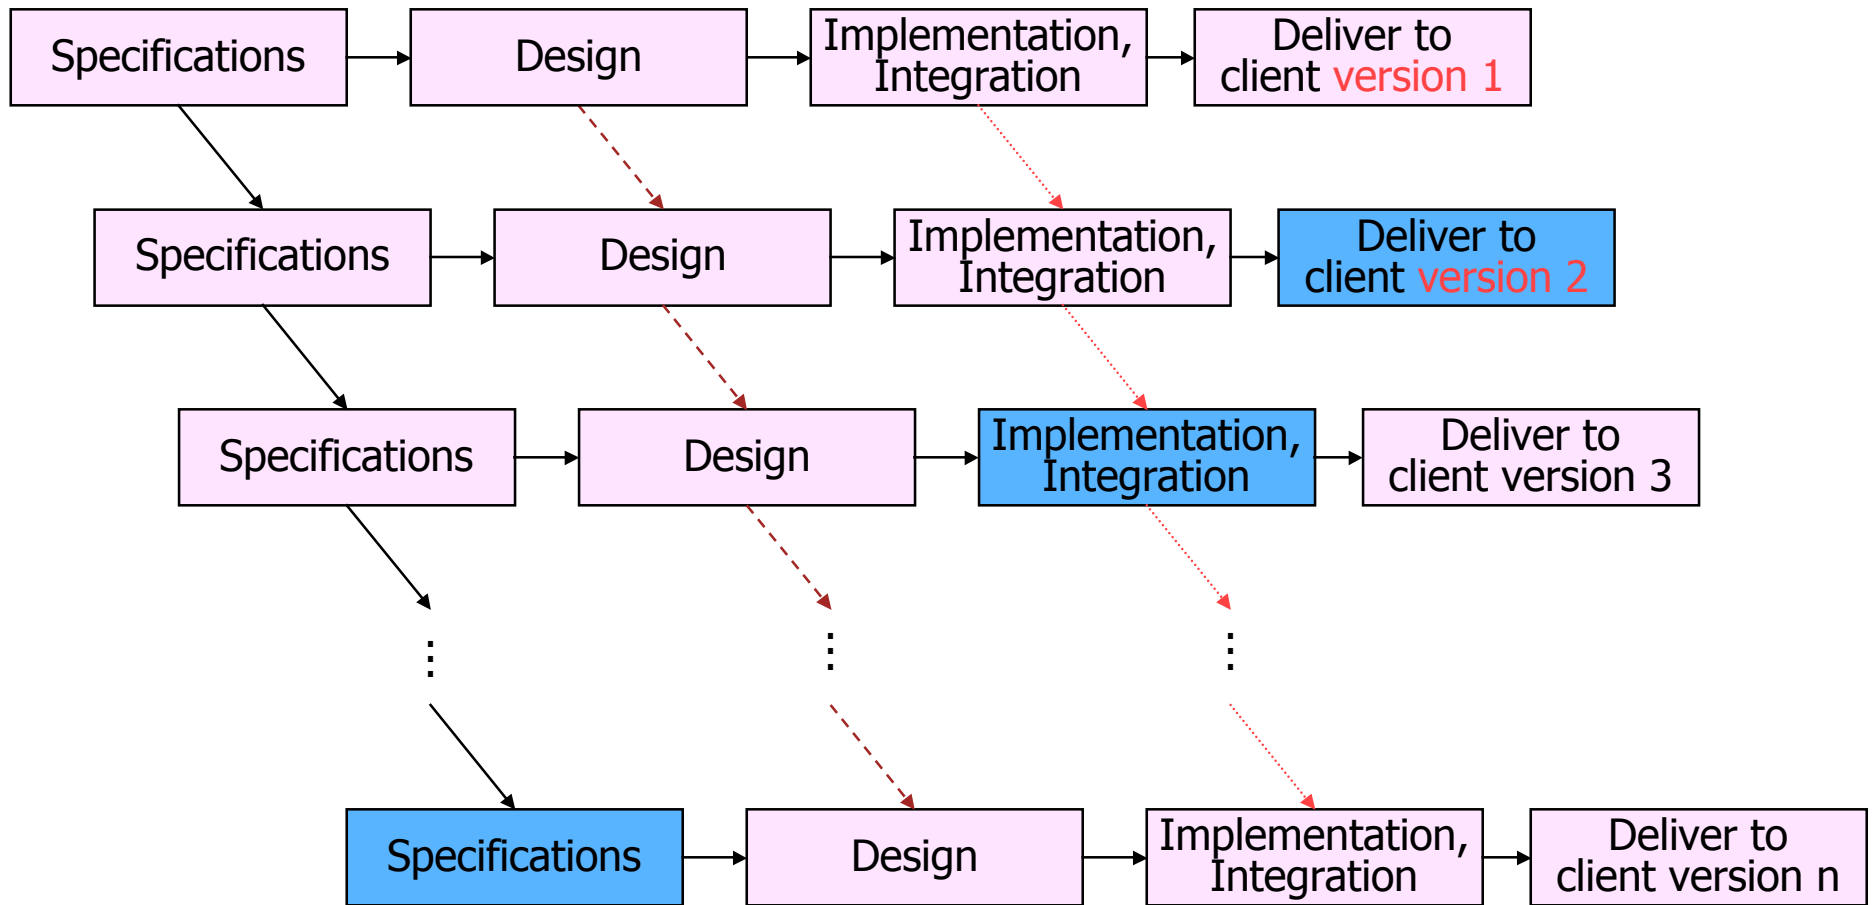 Specifications
Design
Implementation,
Integration
Deliver to
client version 1
Specifications
Design
Implementation,
Integration
Deliver to
client version 2
Specifications
Design
Implementation,
Integration
Deliver to
client version 3
Specifications
Design
Implementation,
Integration
Deliver to
client version n